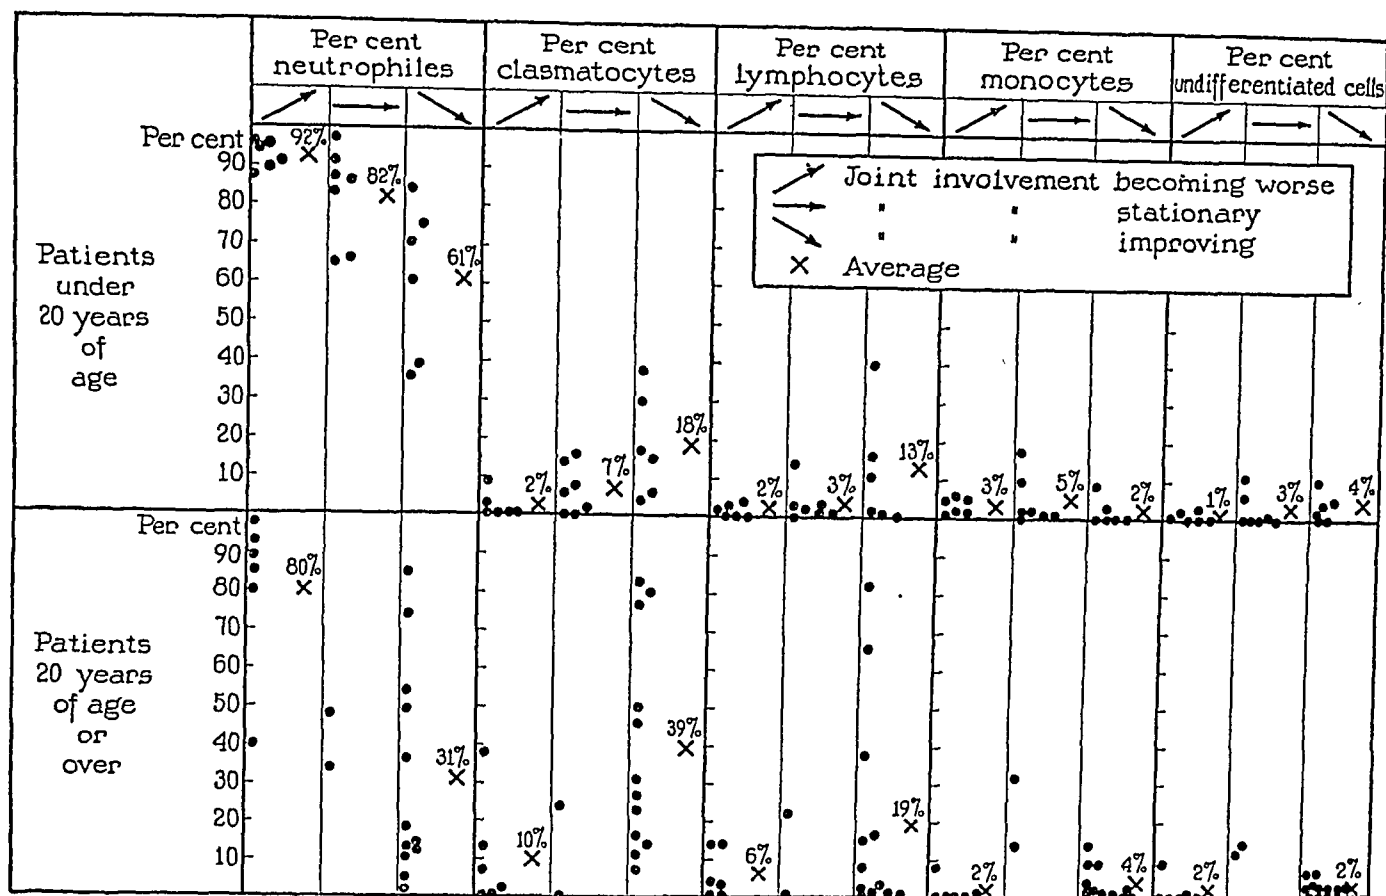 Per cent
neutrophiles
Per cent
clasmatocytes
Per cent
lymphocytes
Per cent
monocytes
Per cent
undifferentiated cells
Joint involvement becoming worse
" " stationary
" " improving
× Average
Patients
under
20 years
of
age
Per cent
90
80
70
60
50
40
30
20
10
92%
82%
61%
2%
7%
18%
2%
3%
13%
3%
5%
2%
1%
3%
4%
Patients
20 years
of age
or
over
Per cent
90
80
70
60
50
40
30
20
10
80%
31%
2
10%
39%
6%
19%
2%
4%
2%
2%